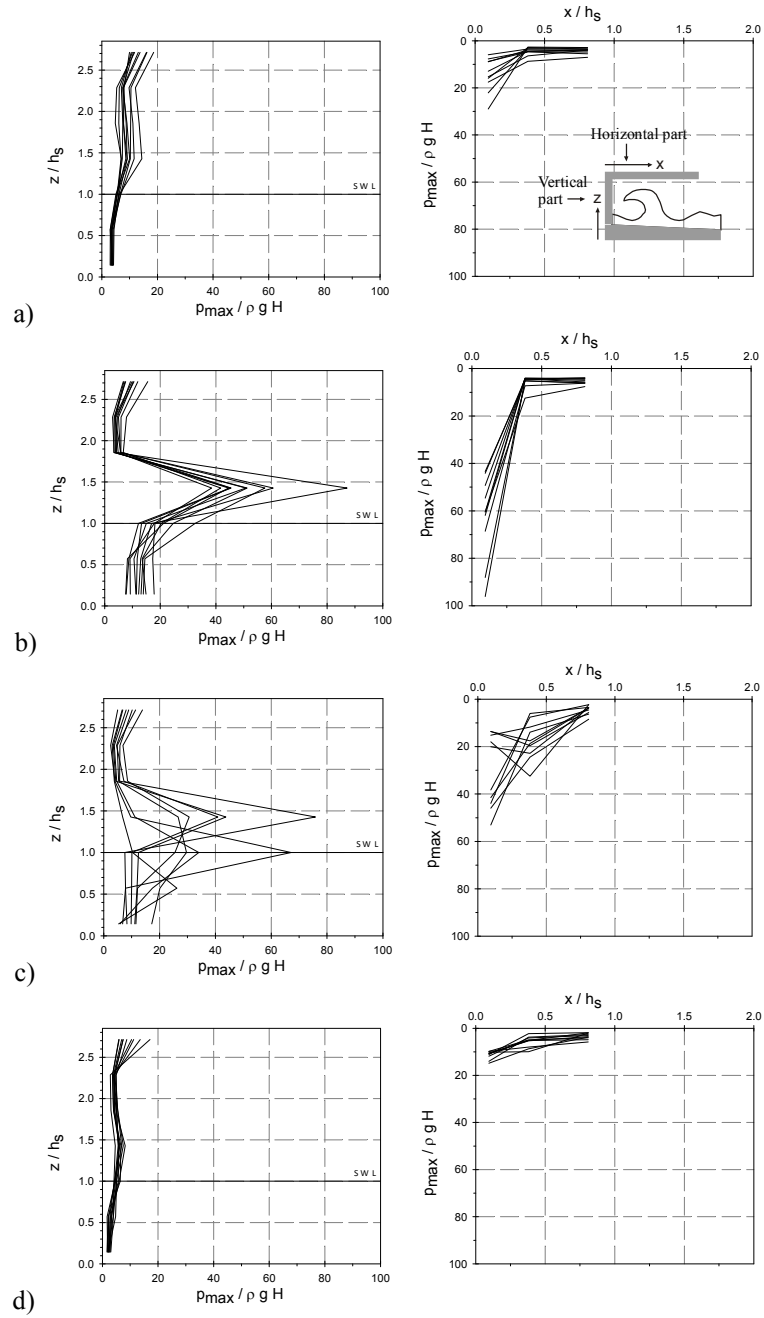 x / hs
0.0 0.5 1.0 1.5 2.0
2.5
2.0
1.5
1.0
0.5
0.0
z / hs
SWL
0 20 40 60 80 100
pmax / ρ g H
a)
0
20
40
60
80
100
pmax / ρ g H
Horizontal part
x
Vertical
part
z
x / hs
0.0 0.5 1.0 1.5 2.0
2.5
2.0
1.5
1.0
0.5
0.0
z / hs
SWL
0 20 40 60 80 100
pmax / ρ g H
b)
0
20
40
60
80
100
pmax / ρ g H
x / hs
0.0 0.5 1.0 1.5 2.0
2.5
2.0
1.5
1.0
0.5
0.0
z / hs
SWL
0 20 40 60 80 100
pmax / ρ g H
c)
0
20
40
60
80
100
pmax / ρ g H
x / hs
0.0 0.5 1.0 1.5 2.0
2.5
2.0
1.5
1.0
0.5
0.0
z / hs
SWL
0 20 40 60 80 100
pmax / ρ g H
d)
0
20
40
60
80
100
pmax / ρ g H